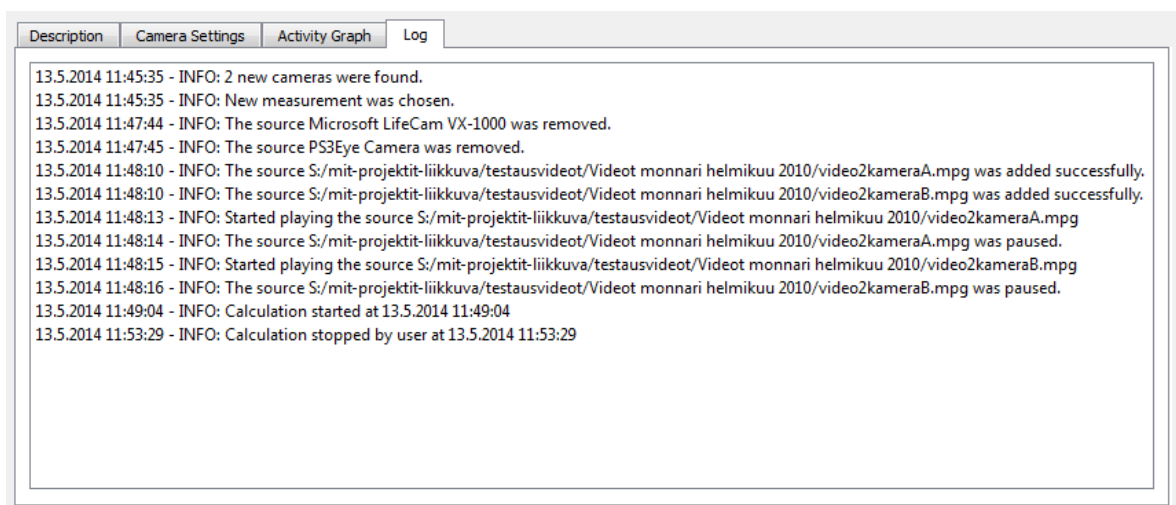 Description Camera Settings Activity Graph Log
13.5.2014 11:45:35 - INFO: 2 new cameras were found.
13.5.2014 11:45:35 - INFO: New measurement was chosen.
13.5.2014 11:47:44 - INFO: The source Microsoft LifeCam VX-1000 was removed.
13.5.2014 11:47:45 - INFO: The source PS3Eye Camera was removed.
13.5.2014 11:48:10 - INFO: The source S:/mit-projektit-liikkuva/testausvideot/Videot monnari helmikuu 2010/video2kameraA.mpg was added successfully.
13.5.2014 11:48:10 - INFO: The source S:/mit-projektit-liikkuva/testausvideot/Videot monnari helmikuu 2010/video2kameraB.mpg was added successfully.
13.5.2014 11:48:13 - INFO: Started playing the source S:/mit-projektit-liikkuva/testausvideot/Videot monnari helmikuu 2010/video2kameraA.mpg
13.5.2014 11:48:14 - INFO: The source S:/mit-projektit-liikkuva/testausvideot/Videot monnari helmikuu 2010/video2kameraA.mpg was paused.
13.5.2014 11:48:15 - INFO: Started playing the source S:/mit-projektit-liikkuva/testausvideot/Videot monnari helmikuu 2010/video2kameraB.mpg
13.5.2014 11:48:16 - INFO: The source S:/mit-projektit-liikkuva/testausvideot/Videot monnari helmikuu 2010/video2kameraB.mpg was paused.
13.5.2014 11:49:04 - INFO: Calculation started at 13.5.2014 11:49:04
13.5.2014 11:53:29 - INFO: Calculation stopped by user at 13.5.2014 11:53:29